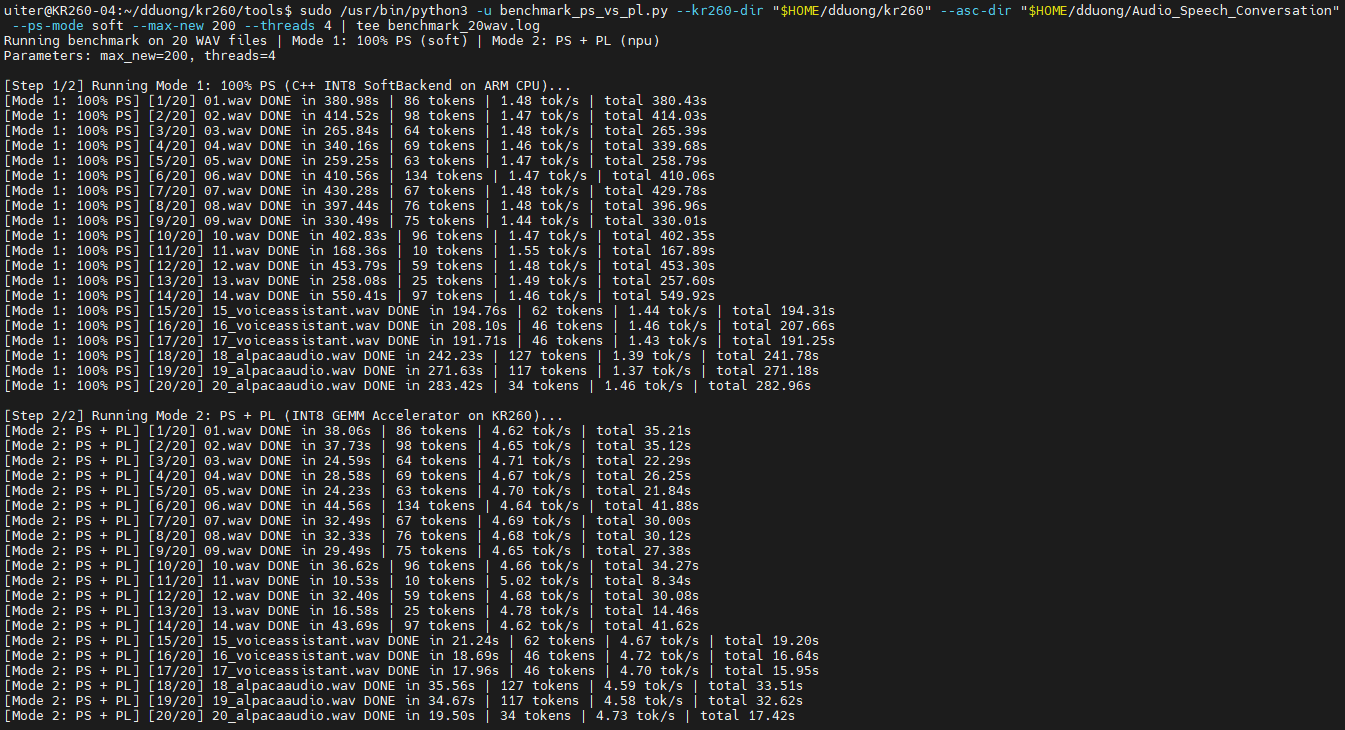 uiter@KR260-04:~/dduong/kr260/tools$ sudo /usr/bin/python3 -u benchmark_ps_vs_pl.py --kr260-dir "$HOME/dduong/kr260" --asc-dir "$HOME/dduong/Audio_Speech_Conversation"
--ps-mode soft --max-new 200 --threads 4 | tee benchmark_20wav.log
Running benchmark on 20 WAV files | Mode 1: 100% PS (soft) | Mode 2: PS + PL (npu)
Parameters: max_new=200, threads=4
[Step 1/2] Running Mode 1: 100% PS (C++ INT8 SoftBackend on ARM CPU)...
[Mode 1: 100% PS] [1/20] 01.wav DONE in 380.98s | 86 tokens | 1.48 tok/s | total 380.43s
[Mode 1: 100% PS] [2/20] 02.wav DONE in 414.52s | 98 tokens | 1.47 tok/s | total 414.03s
[Mode 1: 100% PS] [3/20] 03.wav DONE in 265.84s | 64 tokens | 1.48 tok/s | total 265.39s
[Mode 1: 100% PS] [4/20] 04.wav DONE in 340.16s | 69 tokens | 1.46 tok/s | total 339.68s
[Mode 1: 100% PS] [5/20] 05.wav DONE in 259.25s | 63 tokens | 1.47 tok/s | total 258.79s
[Mode 1: 100% PS] [6/20] 06.wav DONE in 410.56s | 134 tokens | 1.47 tok/s | total 410.06s
[Mode 1: 100% PS] [7/20] 07.wav DONE in 430.28s | 67 tokens | 1.48 tok/s | total 429.78s
[Mode 1: 100% PS] [8/20] 08.wav DONE in 397.44s | 76 tokens | 1.48 tok/s | total 396.96s
[Mode 1: 100% PS] [9/20] 09.wav DONE in 330.49s | 75 tokens | 1.44 tok/s | total 330.01s
[Mode 1: 100% PS] [10/20] 10.wav DONE in 402.83s | 96 tokens | 1.47 tok/s | total 402.35s
[Mode 1: 100% PS] [11/20] 11.wav DONE in 168.36s | 10 tokens | 1.55 tok/s | total 167.89s
[Mode 1: 100% PS] [12/20] 12.wav DONE in 453.79s | 59 tokens | 1.48 tok/s | total 453.30s
[Mode 1: 100% PS] [13/20] 13.wav DONE in 258.08s | 25 tokens | 1.49 tok/s | total 257.60s
[Mode 1: 100% PS] [14/20] 14.wav DONE in 550.41s | 97 tokens | 1.46 tok/s | total 549.92s
[Mode 1: 100% PS] [15/20] 15_voiceassistant.wav DONE in 194.76s | 62 tokens | 1.44 tok/s | total 194.31s
[Mode 1: 100% PS] [16/20] 16_voiceassistant.wav DONE in 208.10s | 46 tokens | 1.46 tok/s | total 207.66s
[Mode 1: 100% PS] [17/20] 17_voiceassistant.wav DONE in 191.71s | 46 tokens | 1.43 tok/s | total 191.25s
[Mode 1: 100% PS] [18/20] 18_alpacaaudio.wav DONE in 242.23s | 127 tokens | 1.39 tok/s | total 241.78s
[Mode 1: 100% PS] [19/20] 19_alpacaaudio.wav DONE in 271.63s | 117 tokens | 1.37 tok/s | total 271.18s
[Mode 1: 100% PS] [20/20] 20_alpacaaudio.wav DONE in 283.42s | 34 tokens | 1.46 tok/s | total 282.96s
[Step 2/2] Running Mode 2: PS + PL (INT8 GEMM Accelerator on KR260)...
[Mode 2: PS + PL] [1/20] 01.wav DONE in 38.06s | 86 tokens | 4.62 tok/s | total 35.21s
[Mode 2: PS + PL] [2/20] 02.wav DONE in 37.73s | 98 tokens | 4.65 tok/s | total 35.12s
[Mode 2: PS + PL] [3/20] 03.wav DONE in 24.59s | 64 tokens | 4.71 tok/s | total 22.29s
[Mode 2: PS + PL] [4/20] 04.wav DONE in 28.58s | 69 tokens | 4.67 tok/s | total 26.25s
[Mode 2: PS + PL] [5/20] 05.wav DONE in 24.23s | 63 tokens | 4.70 tok/s | total 21.84s
[Mode 2: PS + PL] [6/20] 06.wav DONE in 44.56s | 134 tokens | 4.64 tok/s | total 41.88s
[Mode 2: PS + PL] [7/20] 07.wav DONE in 32.49s | 67 tokens | 4.69 tok/s | total 30.00s
[Mode 2: PS + PL] [8/20] 08.wav DONE in 32.33s | 76 tokens | 4.68 tok/s | total 30.12s
[Mode 2: PS + PL] [9/20] 09.wav DONE in 29.49s | 75 tokens | 4.65 tok/s | total 27.38s
[Mode 2: PS + PL] [10/20] 10.wav DONE in 36.62s | 96 tokens | 4.66 tok/s | total 34.27s
[Mode 2: PS + PL] [11/20] 11.wav DONE in 10.53s | 10 tokens | 5.02 tok/s | total 8.34s
[Mode 2: PS + PL] [12/20] 12.wav DONE in 32.40s | 59 tokens | 4.68 tok/s | total 30.08s
[Mode 2: PS + PL] [13/20] 13.wav DONE in 16.58s | 25 tokens | 4.78 tok/s | total 14.46s
[Mode 2: PS + PL] [14/20] 14.wav DONE in 43.69s | 97 tokens | 4.62 tok/s | total 41.62s
[Mode 2: PS + PL] [15/20] 15_voiceassistant.wav DONE in 21.24s | 62 tokens | 4.67 tok/s | total 19.20s
[Mode 2: PS + PL] [16/20] 16_voiceassistant.wav DONE in 18.69s | 46 tokens | 4.72 tok/s | total 16.64s
[Mode 2: PS + PL] [17/20] 17_voiceassistant.wav DONE in 17.96s | 46 tokens | 4.70 tok/s | total 15.95s
[Mode 2: PS + PL] [18/20] 18_alpacaaudio.wav DONE in 35.56s | 127 tokens | 4.59 tok/s | total 33.51s
[Mode 2: PS + PL] [19/20] 19_alpacaaudio.wav DONE in 34.67s | 117 tokens | 4.58 tok/s | total 32.62s
[Mode 2: PS + PL] [20/20] 20_alpacaaudio.wav DONE in 19.50s | 34 tokens | 4.73 tok/s | total 17.42s